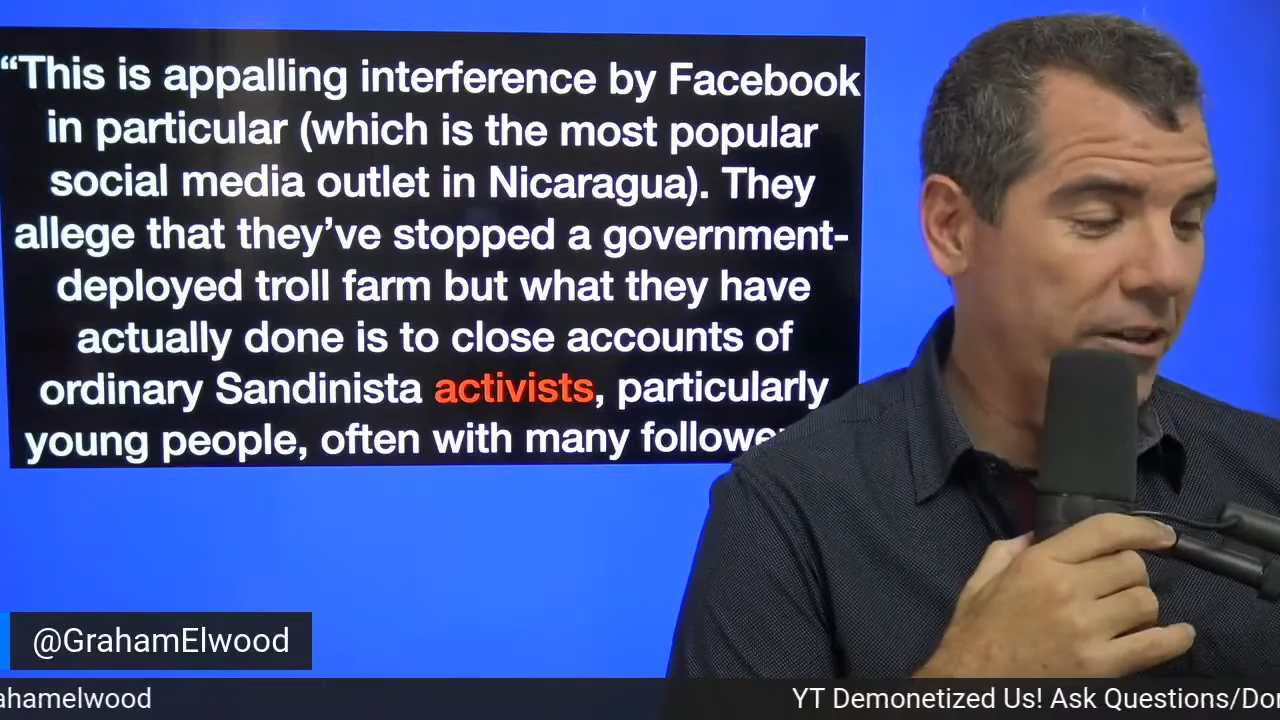 “This is appalling interference by Facebook
in particular (which is the most popular
social media outlet in Nicaragua). They
allege that they’ve stopped a government-
deployed troll farm but what they have
actually done is to close accounts of
ordinary Sandinista activists, particularly
young people, often with many
@GrahamElwood
ahamelwood
YT Demonetized Us! Ask Questions/Do